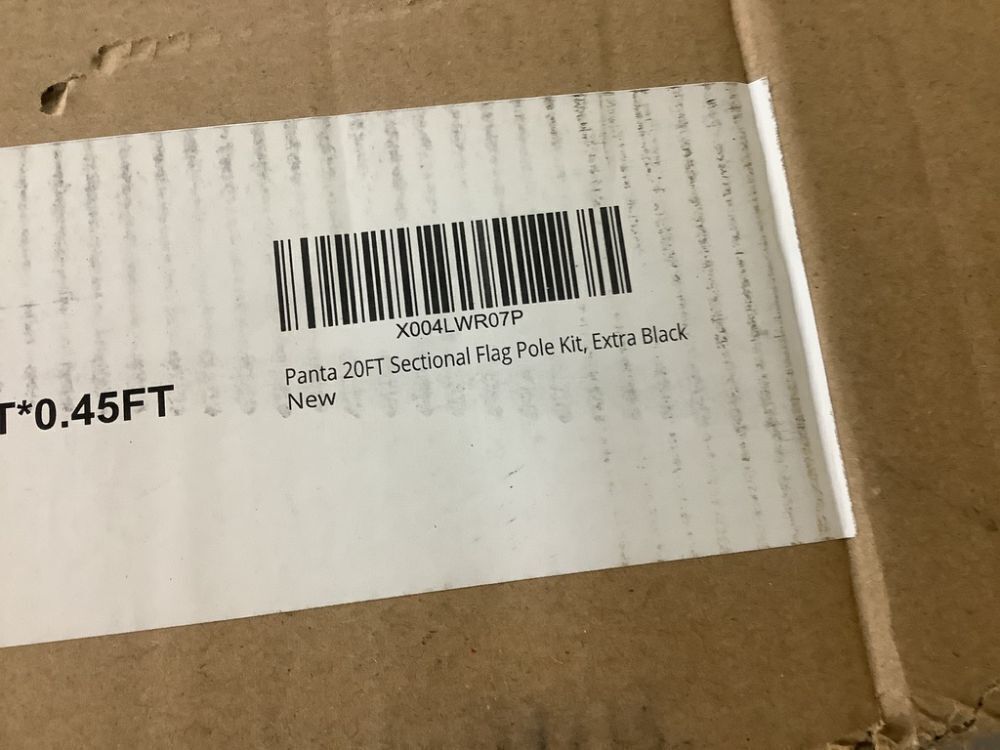 X004LWR07P
Panta 20FT Sectional Flag Pole Kit, Extra Black
New
T*0.45FT